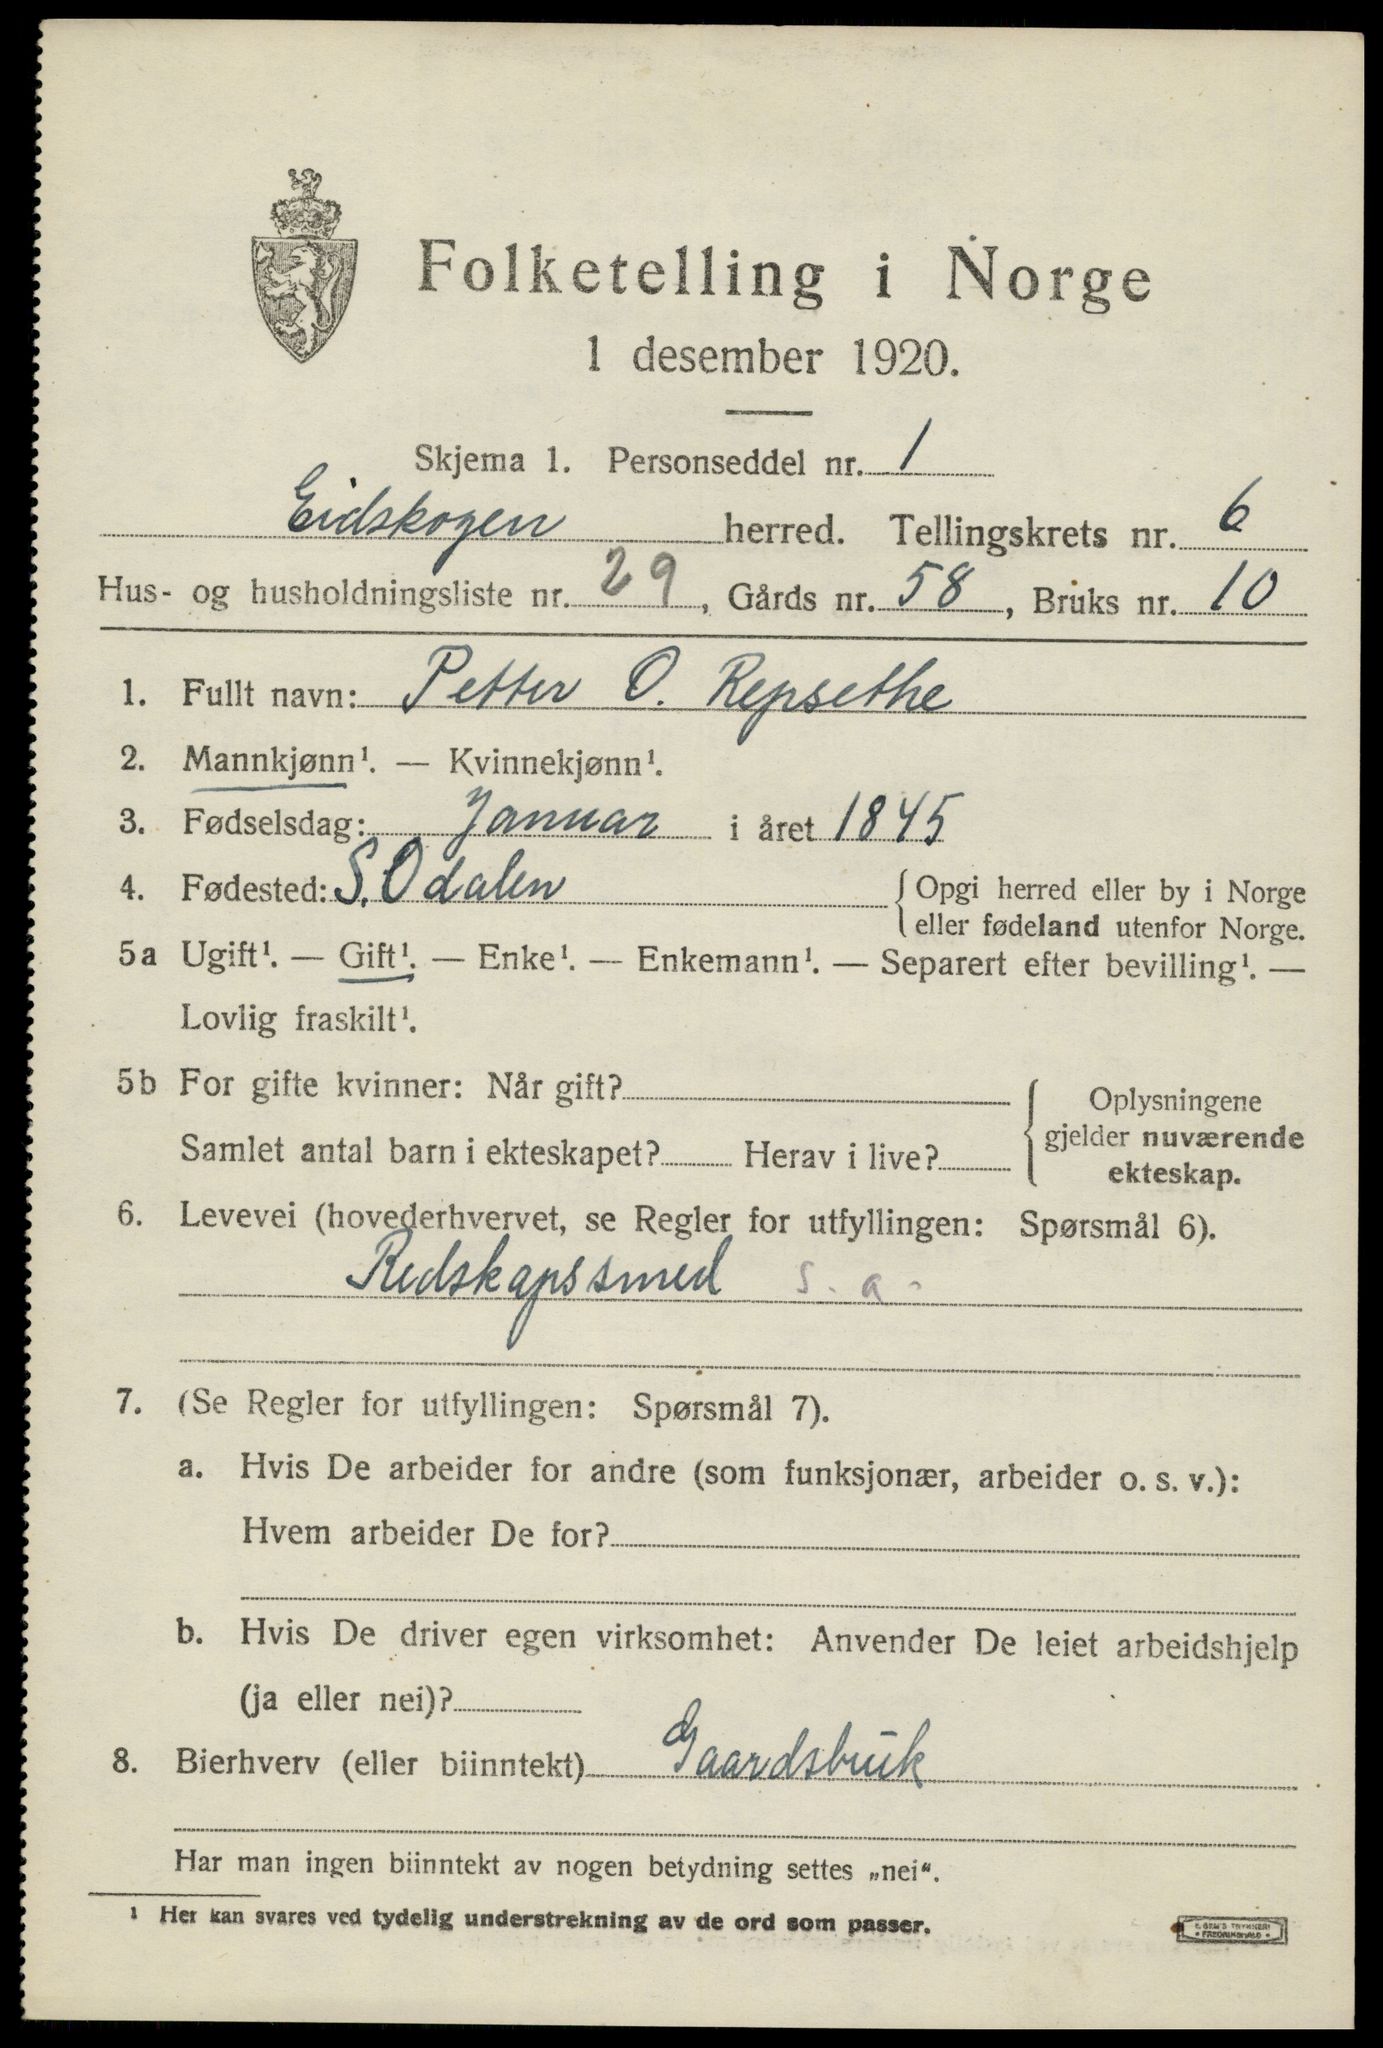 Folketelling i Norge
1 desember 1920.
Skjema 1. Personseddel nr. 1
Eidskogen herred. Tellingskrets nr. 6
Hus- og husholdningsliste nr. 29, Gårds nr. 58, Bruks nr. 10
1. Fullt navn: Petter O. Repsethe
2. Mannkjønn¹. — Kvinnekjønn¹.
3. Fødselsdag: Januar i året 1845
4. Fødested: S. Odalen { Opgi herred eller by i Norge
eller fødeland utenfor Norge.
5a Ugift¹. — Gift¹. — Enke¹. — Enkemann¹. — Separert efter bevilling¹. —
Lovlig fraskilt¹.
5b For gifte kvinner: Når gift?
Samlet antal barn i ekteskapet? Herav i live?
Oplysningene
gjelder nuværende
ekteskap.
6. Levevei (hovederhvervet, se Regler for utfyllingen: Spørsmål 6).
Redskapssmed s. a.
7. (Se Regler for utfyllingen: Spørsmål 7).
a. Hvis De arbeider for andre (som funksjonær, arbeider o. s. v.):
Hvem arbeider De for?
b. Hvis De driver egen virksomhet: Anvender De leiet arbeidshjelp
(ja eller nei)?
8. Bierhverv (eller biinntekt) Gaardsbruk
Har man ingen biinntekt av nogen betydning settes „nei“.
¹ Her kan svares ved tydelig understrekning av de ord som passer.
E. SEM'S TRYKKERI
• FREDRIKSHALD •